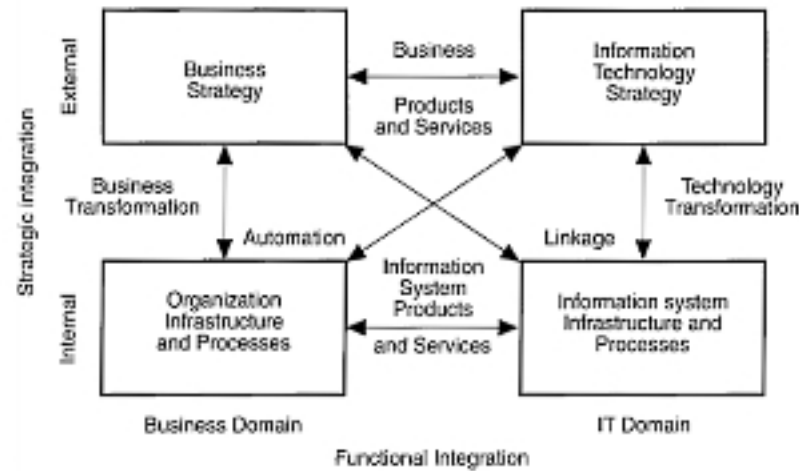 Strategic integration
External
Internal
Business
Strategy
Business
Products
and Services
Information
Technology
Strategy
Business
Transformation
Automation
Linkage
Technology
Transformation
Organization
Infrastructure
and Processes
Information
System
Products
and Services
Information system
Infrastructure and
Processes
Business Domain
IT Domain
Functional Integration